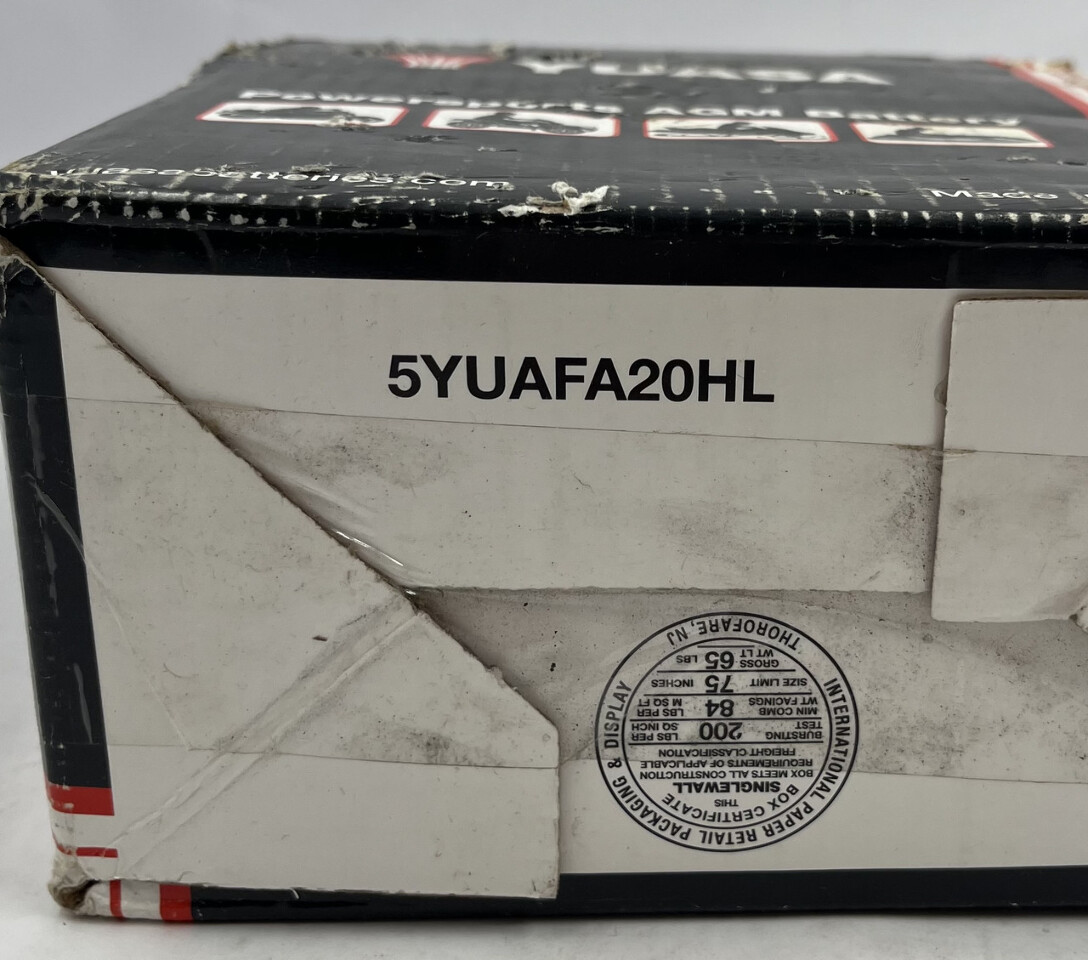 YUASA
Powersports AGM Battery
yuasabatteries.com
Made
5YUAFA20HL
INTERNATIONAL PAPER RETAIL PACKAGING & DISPLAY
THOROFARE, NJ
BOX CERTIFICATE
THIS
SINGLEWALL
BOX MEETS ALL CONSTRUCTION
REQUIREMENTS OF APPLICABLE
FREIGHT CLASSIFICATION
BURSTING TEST 200 LBS PER SQ INCH
MIN COMB WT FACINGS 84 LBS PER M SQ FT
SIZE LIMIT 75 INCHES
GROSS WT LT 65 LBS